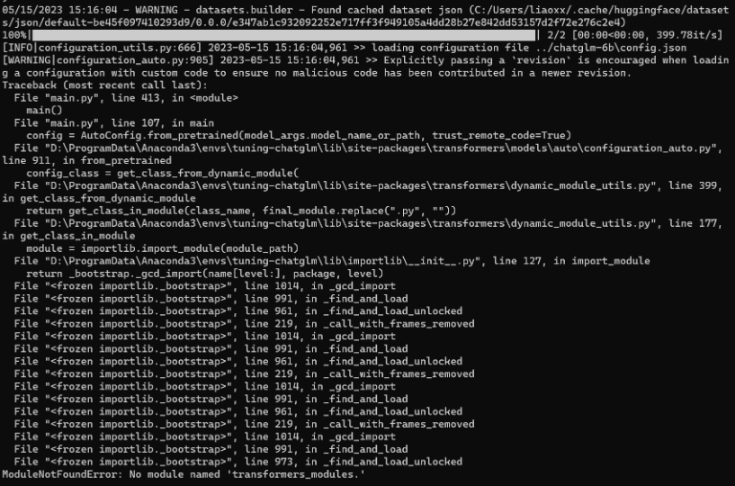 05/15/2023 15:16:04 - WARNING - datasets.builder - Found cached dataset json (C:/Users/liaoxx/.cache/huggingface/dataset
s/json/default-be45f097410293d9/0.0.0/e347ab1c932092252e717ff3f949105a4dd28b27e842dd53157d2f72e276c2e4)
100%| | 2/2 [00:00<00:00, 399.78it/s]
[INFO|configuration_utils.py:666] 2023-05-15 15:16:04,961 >> loading configuration file ../chatglm-6b\config.json
[WARNING|configuration_auto.py:905] 2023-05-15 15:16:04,961 >> Explicitly passing a `revision` is encouraged when loadin
g a configuration with custom code to ensure no malicious code has been contributed in a newer revision.
Traceback (most recent call last):
  File "main.py", line 413, in <module>
    main()
  File "main.py", line 107, in main
    config = AutoConfig.from_pretrained(model_args.model_name_or_path, trust_remote_code=True)
  File "D:\ProgramData\Anaconda3\envs\tuning-chatglm\lib\site-packages\transformers\models\auto\configuration_auto.py",
line 911, in from_pretrained
    config_class = get_class_from_dynamic_module(
  File "D:\ProgramData\Anaconda3\envs\tuning-chatglm\lib\site-packages\transformers\dynamic_module_utils.py", line 399,
in get_class_from_dynamic_module
    return get_class_in_module(class_name, final_module.replace(".py", ""))
  File "D:\ProgramData\Anaconda3\envs\tuning-chatglm\lib\site-packages\transformers\dynamic_module_utils.py", line 177,
in get_class_in_module
    module = importlib.import_module(module_path)
  File "D:\ProgramData\Anaconda3\envs\tuning-chatglm\lib\importlib\__init__.py", line 127, in import_module
    return _bootstrap._gcd_import(name[level:], package, level)
  File "<frozen importlib._bootstrap>", line 1014, in _gcd_import
  File "<frozen importlib._bootstrap>", line 991, in _find_and_load
  File "<frozen importlib._bootstrap>", line 961, in _find_and_load_unlocked
  File "<frozen importlib._bootstrap>", line 219, in _call_with_frames_removed
  File "<frozen importlib._bootstrap>", line 1014, in _gcd_import
  File "<frozen importlib._bootstrap>", line 991, in _find_and_load
  File "<frozen importlib._bootstrap>", line 961, in _find_and_load_unlocked
  File "<frozen importlib._bootstrap>", line 219, in _call_with_frames_removed
  File "<frozen importlib._bootstrap>", line 1014, in _gcd_import
  File "<frozen importlib._bootstrap>", line 991, in _find_and_load
  File "<frozen importlib._bootstrap>", line 961, in _find_and_load_unlocked
  File "<frozen importlib._bootstrap>", line 219, in _call_with_frames_removed
  File "<frozen importlib._bootstrap>", line 1014, in _gcd_import
  File "<frozen importlib._bootstrap>", line 991, in _find_and_load
  File "<frozen importlib._bootstrap>", line 973, in _find_and_load_unlocked
ModuleNotFoundError: No module named 'transformers_modules.'